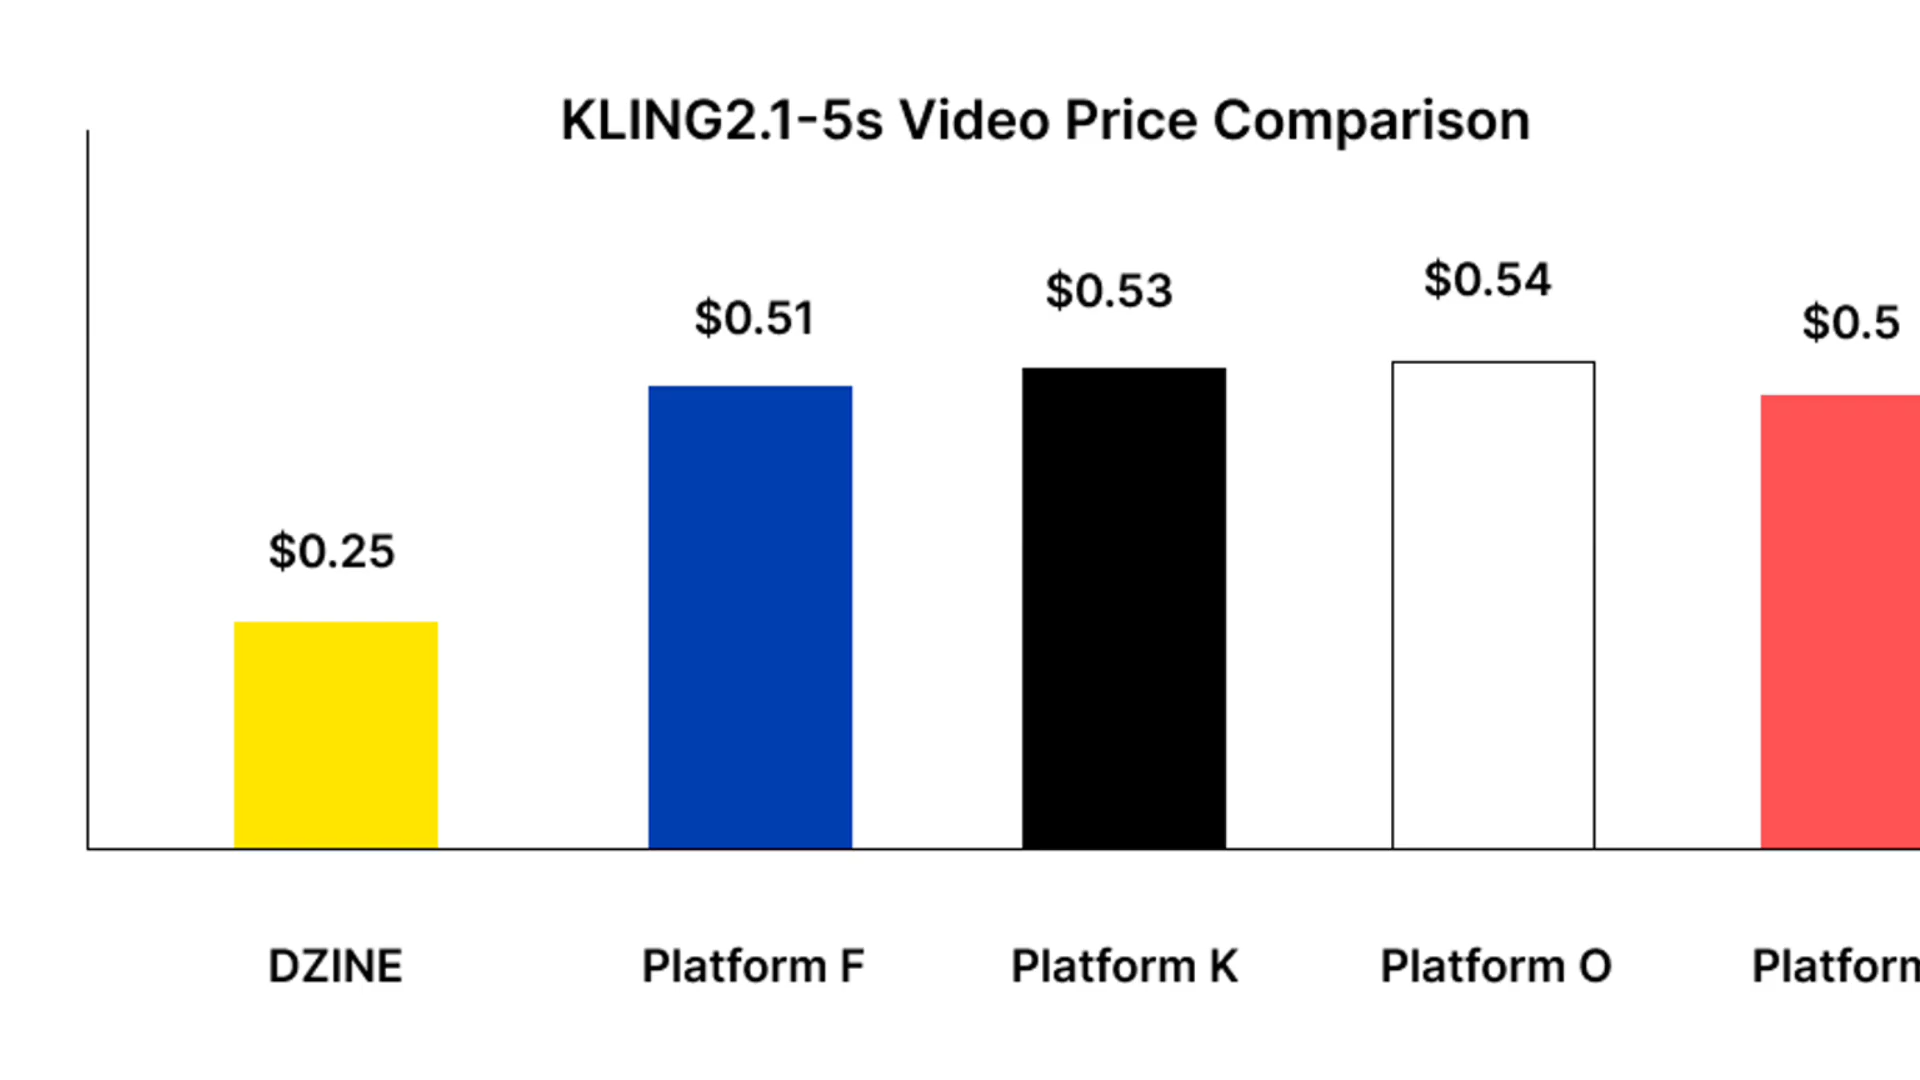 KLING2.1-5s Video Price Comparison
$0.25
$0.51
$0.53
$0.54
$0.5
DZINE
Platform F
Platform K
Platform O
Platform